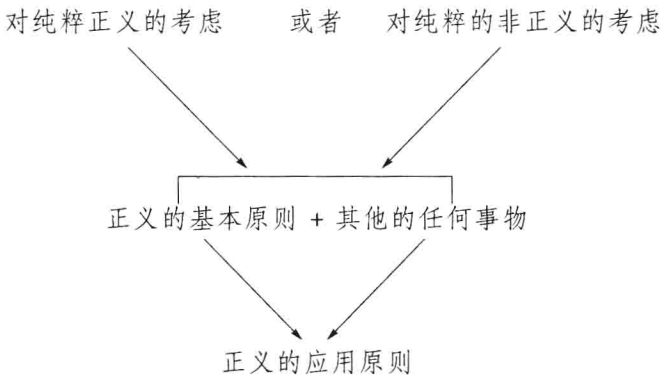 对纯粹正义的考虑 或者 对纯粹的非正义的考虑
正义的基本原则 + 其他的任何事物
正义的应用原则